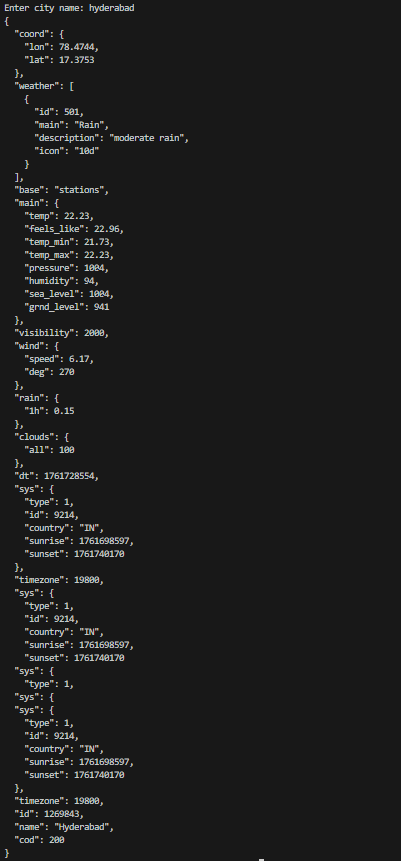 Enter city name: hyderabad
{
  "coord": {
    "lon": 78.4744,
    "lat": 17.3753
  },
  "weather": [
    {
      "id": 501,
      "main": "Rain",
      "description": "moderate rain",
      "icon": "10d"
    }
  ],
  "base": "stations",
  "main": {
    "temp": 22.23,
    "feels_like": 22.96,
    "temp_min": 21.73,
    "temp_max": 22.23,
    "pressure": 1004,
    "humidity": 94,
    "sea_level": 1004,
    "grnd_level": 941
  },
  "visibility": 2000,
  "wind": {
    "speed": 6.17,
    "deg": 270
  },
  "rain": {
    "1h": 0.15
  },
  "clouds": {
    "all": 100
  },
  "dt": 1761728554,
  "sys": {
    "type": 1,
    "id": 9214,
    "country": "IN",
    "sunrise": 1761698597,
    "sunset": 1761740170
  },
  "timezone": 19800,
  "sys": {
    "type": 1,
    "id": 9214,
    "country": "IN",
    "sunrise": 1761698597,
    "sunset": 1761740170
  "sys": {
    "type": 1,
  "sys": {
  "sys": {
    "type": 1,
    "id": 9214,
    "country": "IN",
    "sunrise": 1761698597,
    "sunset": 1761740170
  },
  "timezone": 19800,
  "id": 1269843,
  "name": "Hyderabad",
  "cod": 200
}